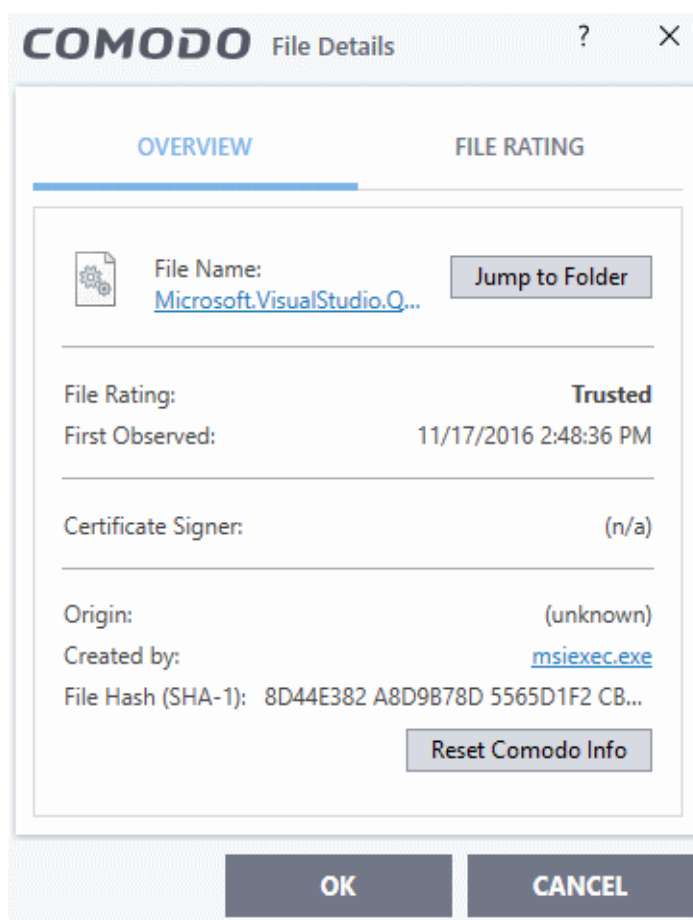 COMODO File Details ? ×
OVERVIEW FILE RATING
File Name: Jump to Folder
Microsoft.VisualStudio.Q...
File Rating: Trusted
First Observed: 11/17/2016 2:48:36 PM
Certificate Signer: (n/a)
Origin: (unknown)
Created by: msiexec.exe
File Hash (SHA-1): 8D44E382 A8D9B78D 5565D1F2 CB...
Reset Comodo Info
OK CANCEL